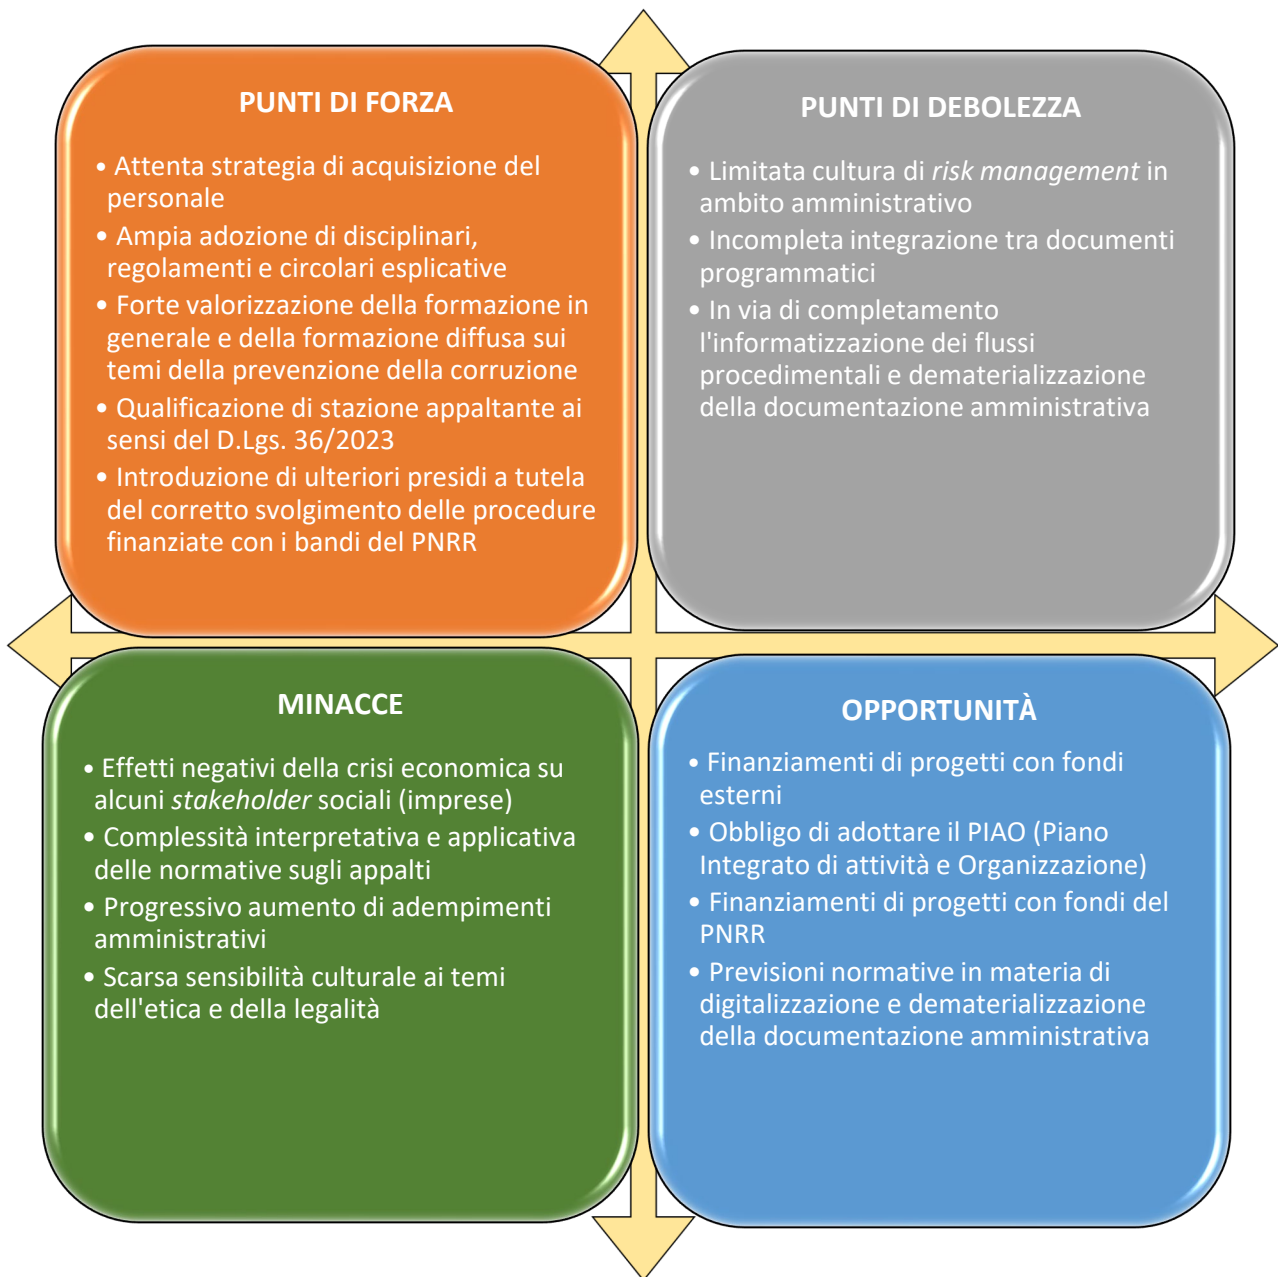 PUNTI DI FORZA
• Attenta strategia di acquisizione del
personale
• Ampia adozione di disciplinari,
regolamenti e circolari esplicative
• Forte valorizzazione della formazione in
generale e della formazione diffusa sui
temi della prevenzione della corruzione
• Qualificazione di stazione appaltante ai
sensi del D.Lgs. 36/2023
• Introduzione di ulteriori presidi a tutela
del corretto svolgimento delle procedure
finanziate con i bandi del PNRR
PUNTI DI DEBOLEZZA
• Limitata cultura di risk management in
ambito amministrativo
• Incompleta integrazione tra documenti
programmatici
• In via di completamento
l'informatizzazione dei flussi
procedimentali e dematerializzazione
della documentazione amministrativa
MINACCE
• Effetti negativi della crisi economica su
alcuni stakeholder sociali (imprese)
• Complessità interpretativa e applicativa
delle normative sugli appalti
• Progressivo aumento di adempimenti
amministrativi
• Scarsa sensibilità culturale ai temi
dell'etica e della legalità
OPPORTUNITÀ
• Finanziamenti di progetti con fondi
esterni
• Obbligo di adottare il PIAO (Piano
Integrato di attività e Organizzazione)
• Finanziamenti di progetti con fondi del
PNRR
• Previsioni normative in materia di
digitalizzazione e dematerializzazione
della documentazione amministrativa